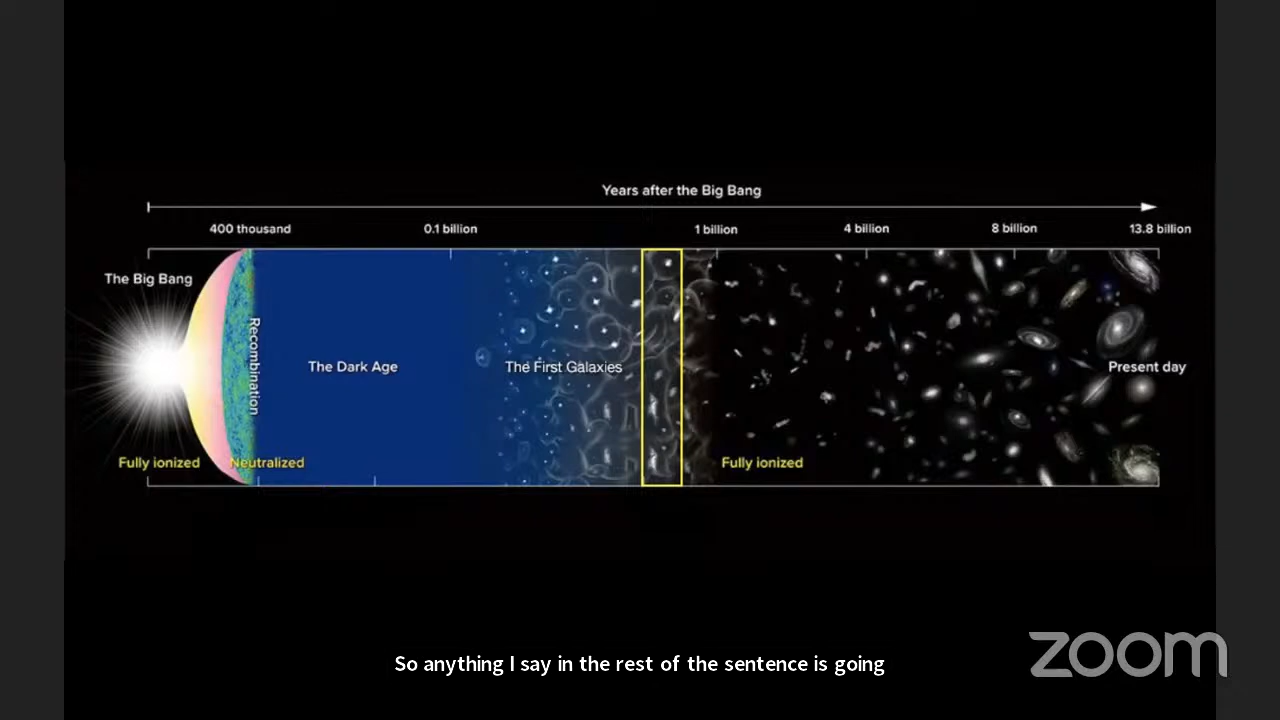 Years after the Big Bang
400 thousand 0.1 billion 1 billion 4 billion 8 billion 13.8 billion
The Big Bang
Recombination
The Dark Age
The First Galaxies
Present day
Fully ionized
Neutralized
Fully ionized
So anything I say in the rest of the sentence is going
zoom